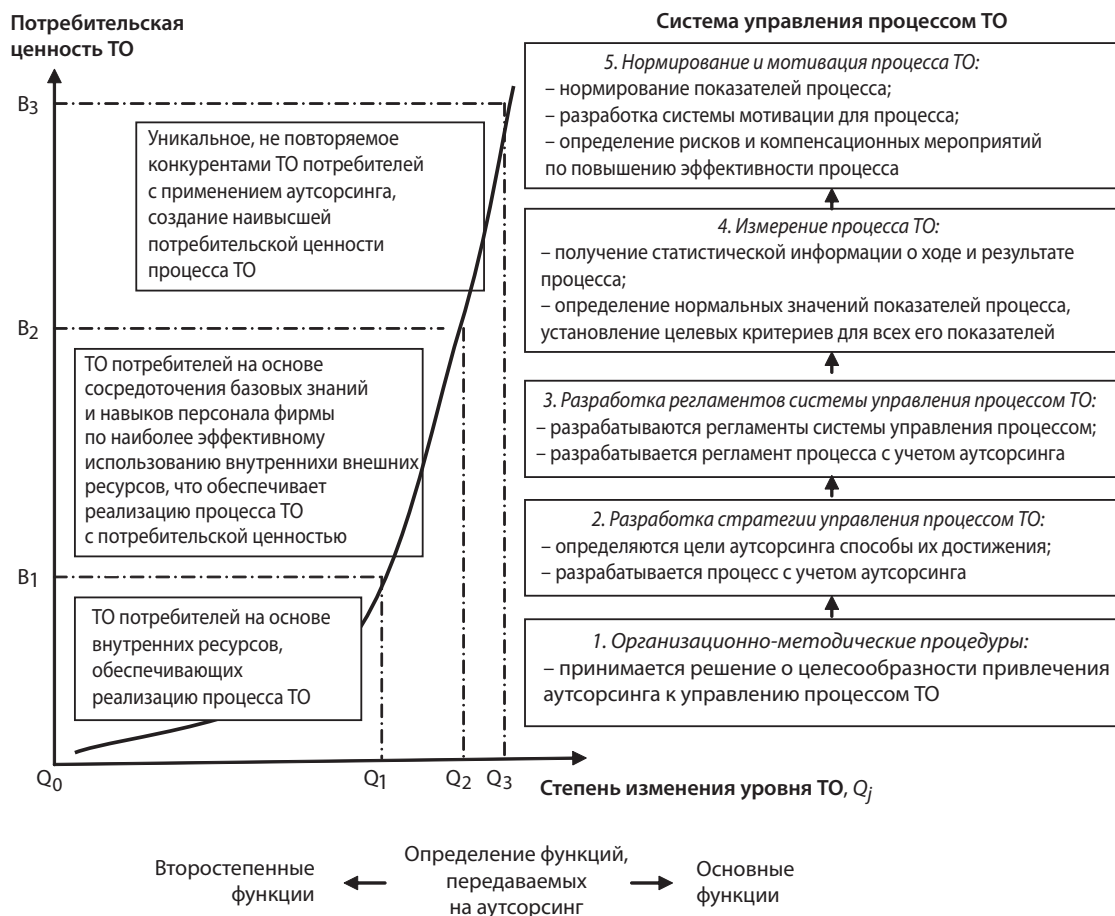 Потребительская
ценность ТО
B3
Уникальное, не повторяемое
конкурентами ТО потребителей
с применением аутсорсинга,
создание наивысшей
потребительской ценности
процесса ТО
B2
ТО потребителей на основе
сосредоточения базовых знаний
и навыков персонала фирмы
по наиболее эффективному
использованию внутреннихи внешних
ресурсов, что обеспечивает
реализацию процесса ТО
с потребительской ценностью
B1
ТО потребителей на основе
внутренних ресурсов,
обеспечивающих
реализацию процесса ТО
Q0
Q1
Q2
Q3
Степень изменения уровня ТО, Qj
Система управления процессом ТО
5. Нормирование и мотивация процесса ТО:
– нормирование показателей процесса;
– разработка системы мотивации для процесса;
– определение рисков и компенсационных мероприятий
по повышению эффективности процесса
4. Измерение процесса ТО:
– получение статистической информации о ходе и результате
процесса;
– определение нормальных значений показателей процесса,
установление целевых критериев для всех его показателей
3. Разработка регламентов системы управления процессом ТО:
– разрабатываются регламенты системы управления процессом;
– разрабатывается регламент процесса с учетом аутсорсинга
2. Разработка стратегии управления процессом ТО:
– определяются цели аутсорсинга способы их достижения;
– разрабатывается процесс с учетом аутсорсинга
1. Организационно-методические процедуры:
– принимается решение о целесообразности привлечения
аутсорсинга к управлению процессом ТО
Второстепенные
функции
Определение функций,
передаваемых
на аутсорсинг
Основные
функции